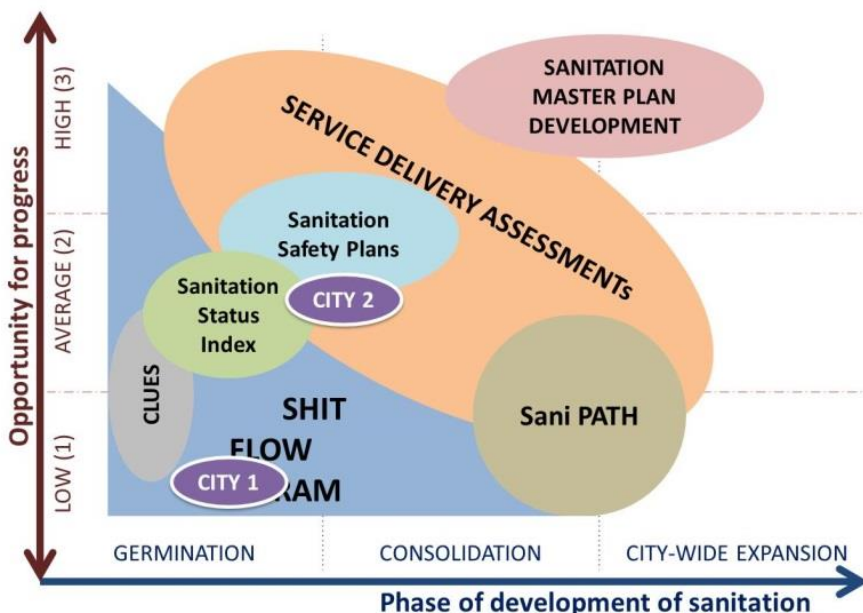 SANITATION
MASTER PLAN
DEVELOPMENT
SERVICE DELIVERY ASSESSMENTs
Sanitation
Safety Plans
CITY 2
Sanitation
Status
Index
CLUES
SHIT
FLOW
RAM
CITY 1
Sani PATH
Opportunity for progress
HIGH (3)
AVERAGE (2)
LOW (1)
GERMINATION
CONSOLIDATION
CITY-WIDE EXPANSION
Phase of development of sanitation